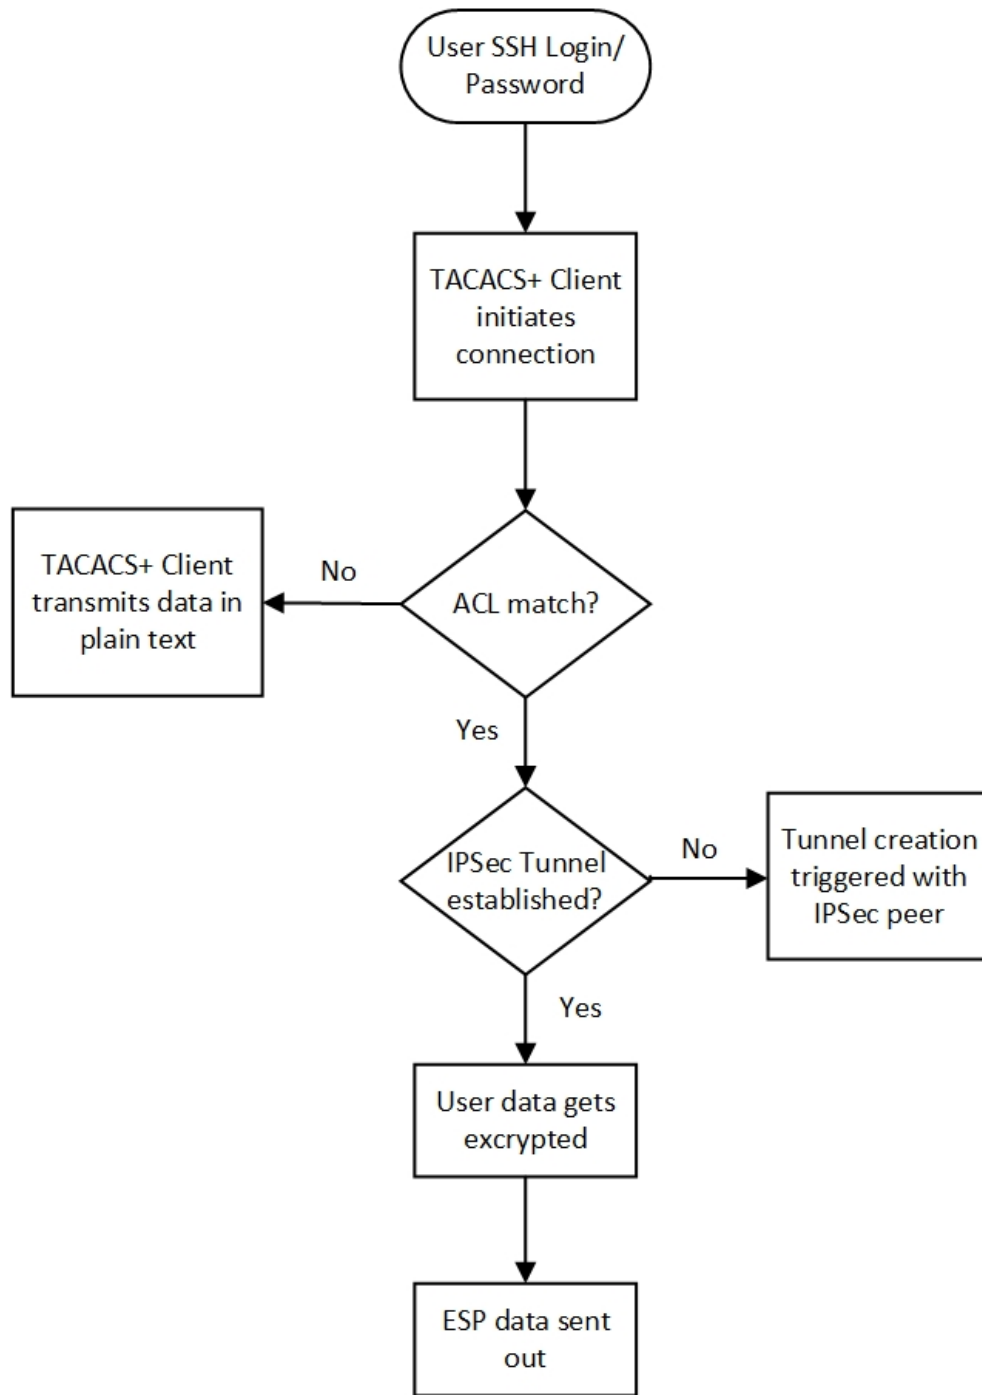 User SSH Login/
Password
TACACS+ Client
initiates
connection
ACL match?
No
TACACS+ Client
transmits data in
plain text
Yes
IPSec Tunnel
established?
No
Tunnel creation
triggered with
IPSec peer
Yes
User data gets
excrypted
ESP data sent
out